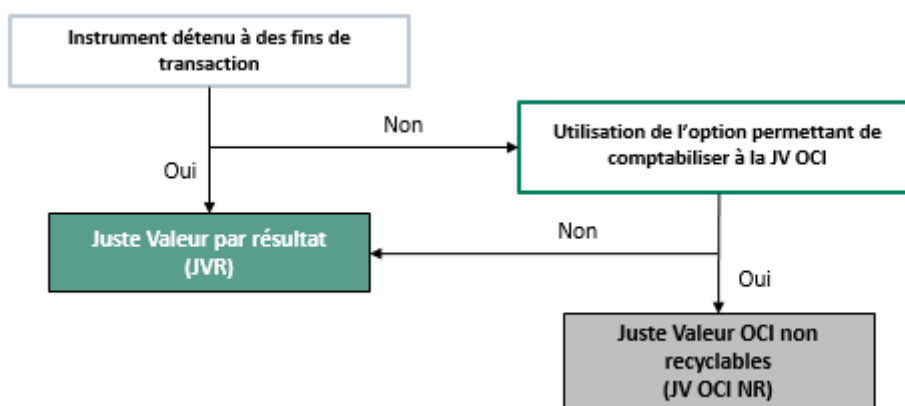 Instrument détenu à des fins de
transaction
Non
Utilisation de l'option permettant de
comptabiliser à la JV OCI
Oui
Juste Valeur par résultat
(JVR)
Non
Oui
Juste Valeur OCI non
recyclables
(JV OCI NR)